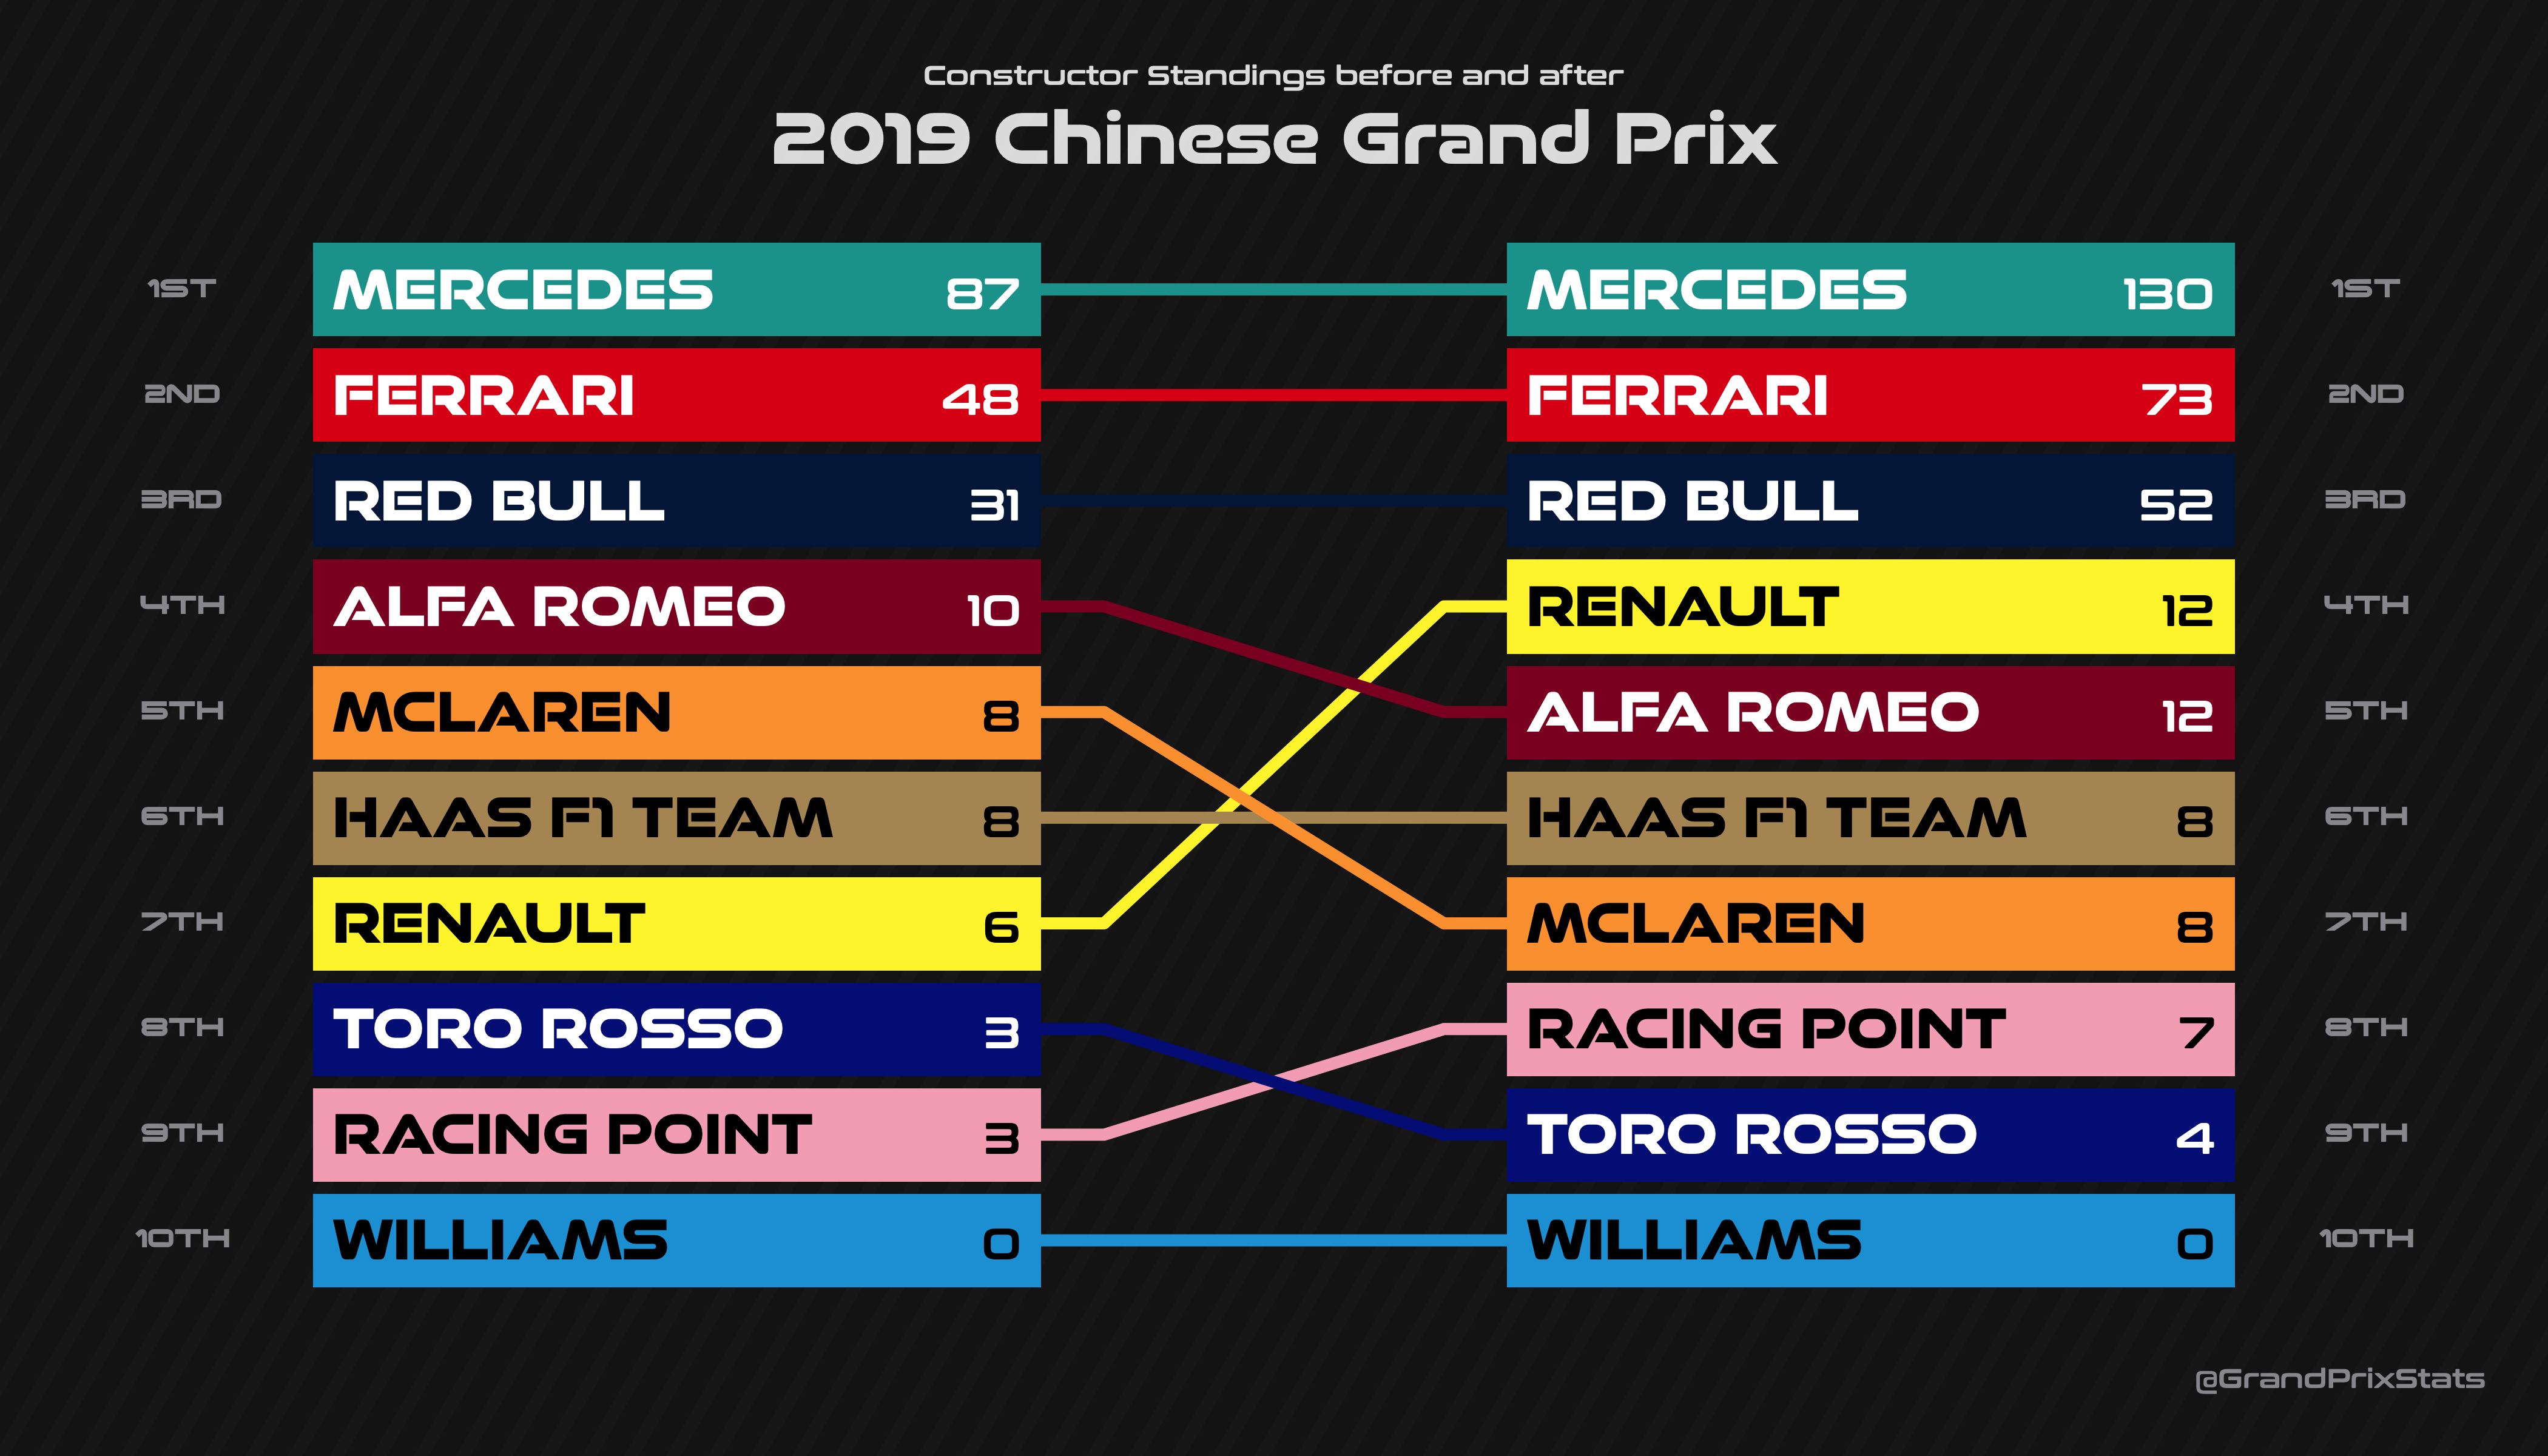 Constructor Standings before and after
2019 Chinese Grand Prix
1ST MERCEDES 87 MERCEDES 130 1ST
2ND FERRARI 48 FERRARI 73 2ND
3RD RED BULL 31 RED BULL 52 3RD
4TH ALFA ROMEO 10 RENAULT 12 4TH
5TH MCLAREN 8 ALFA ROMEO 12 5TH
6TH HAAS F1 TEAM 8 HAAS F1 TEAM 8 6TH
7TH RENAULT 6 MCLAREN 8 7TH
8TH TORO ROSSO 3 RACING POINT 7 8TH
9TH RACING POINT 3 TORO ROSSO 4 9TH
10TH WILLIAMS 0 WILLIAMS 0 10TH
@GrandPrixStats